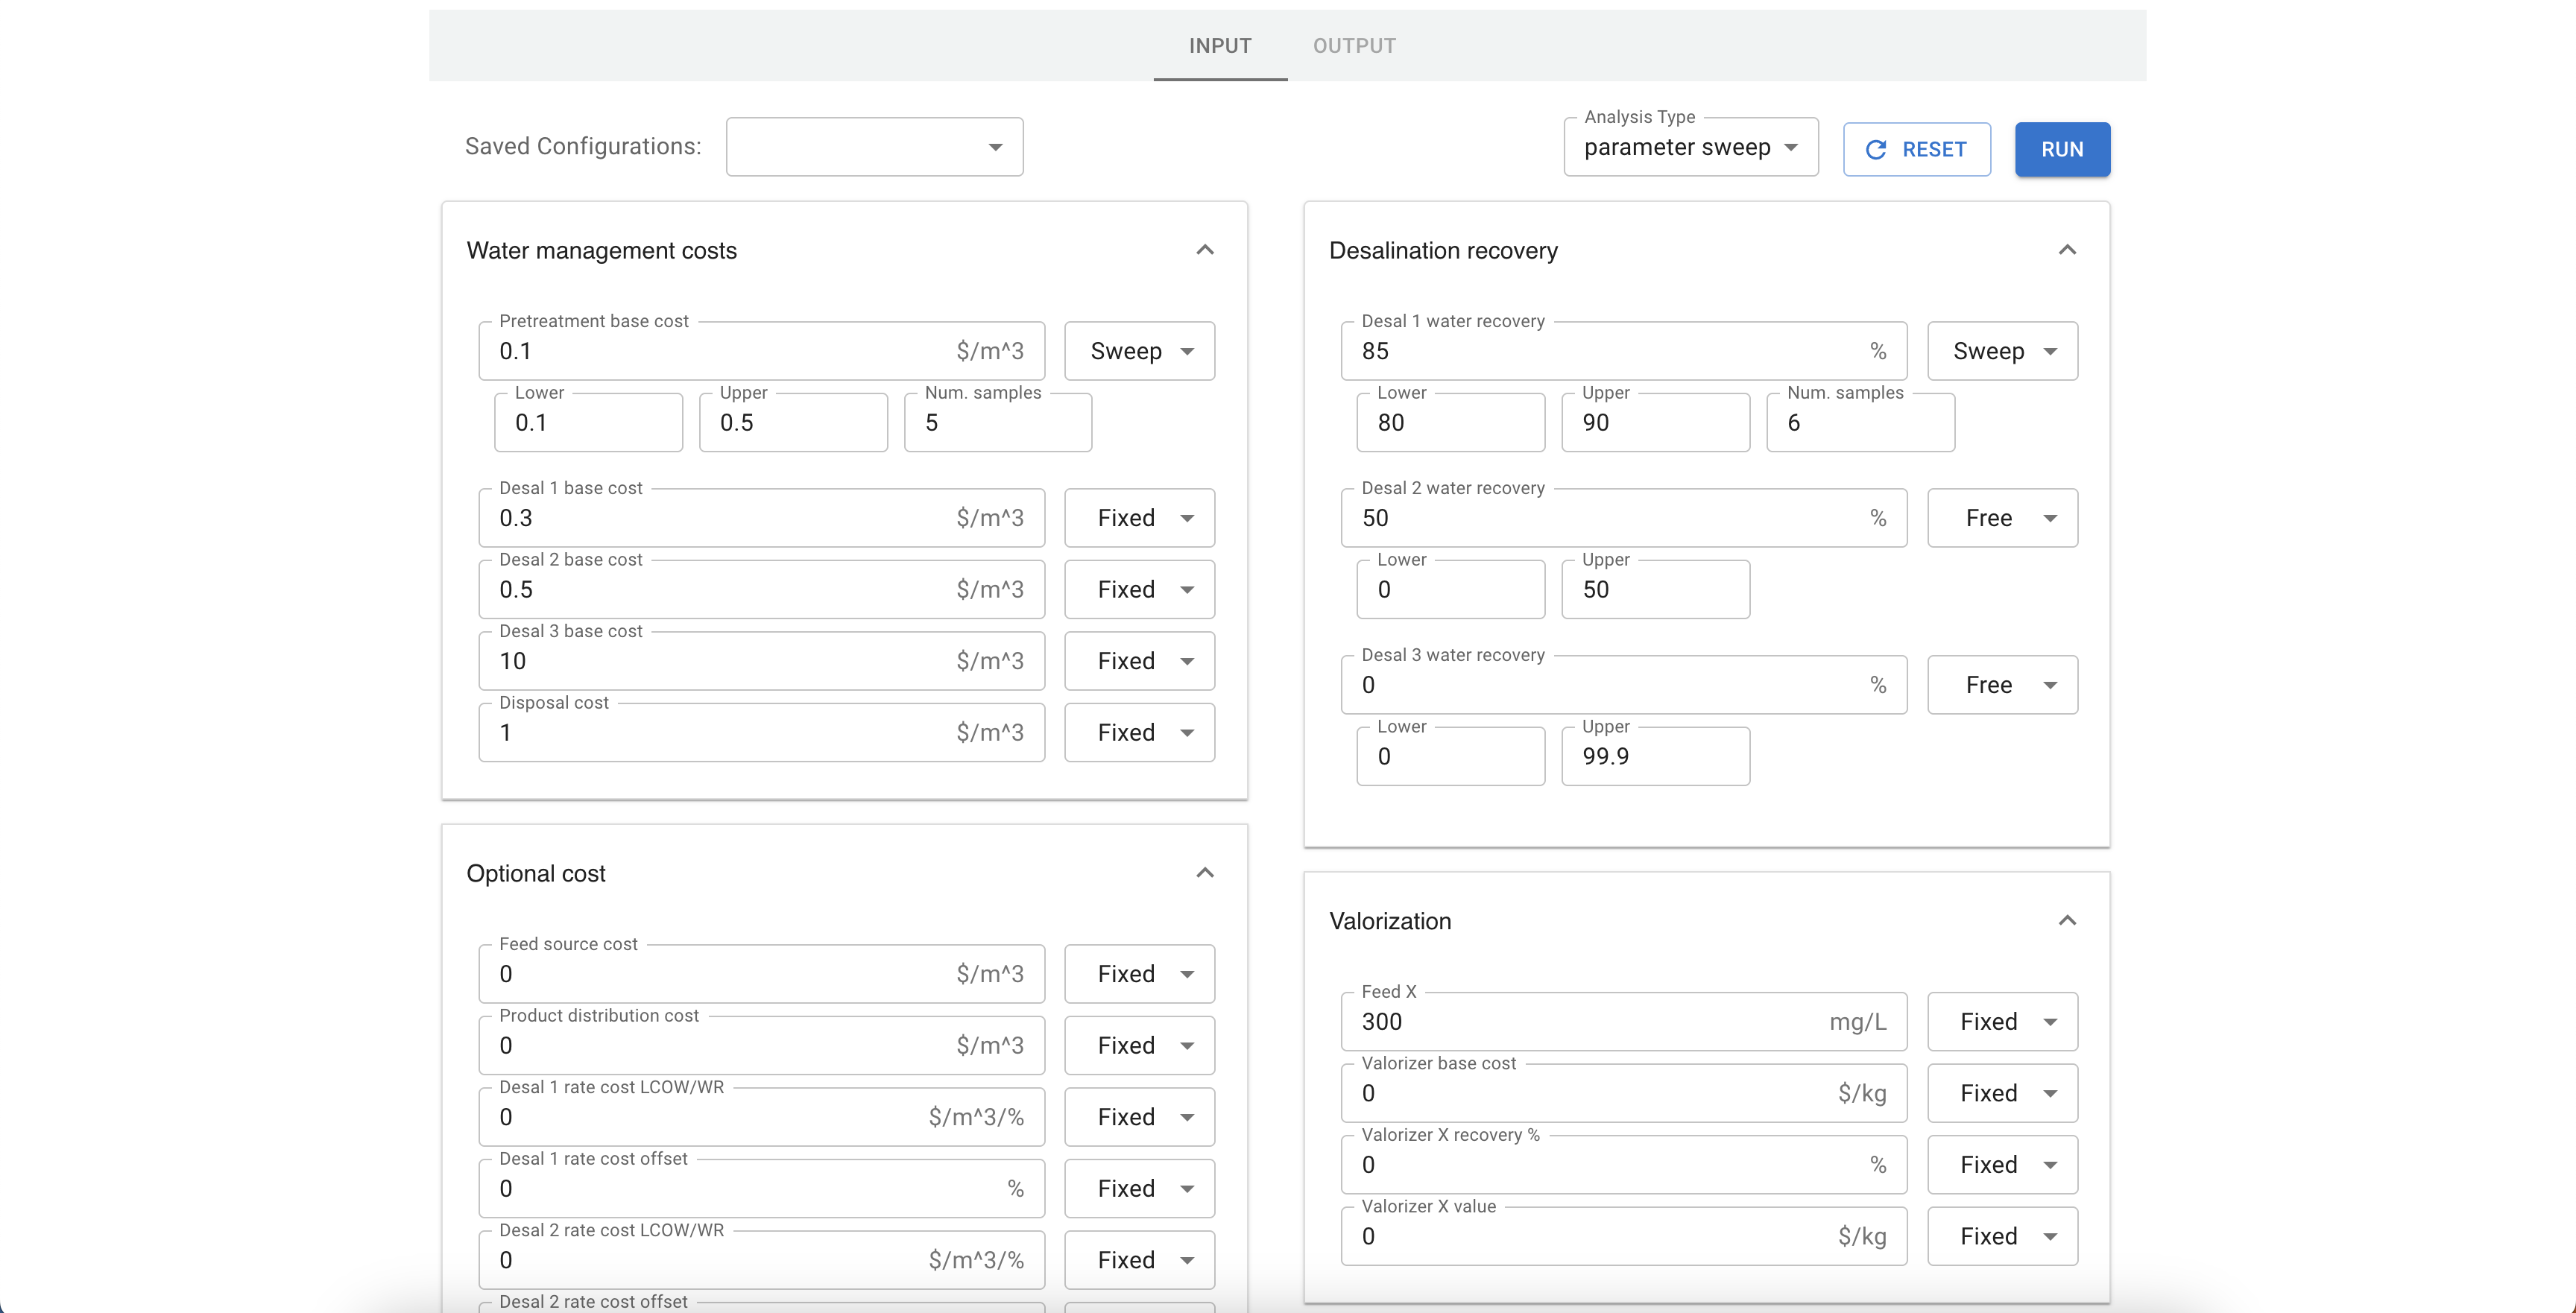 INPUT OUTPUT
Saved Configurations:
Analysis Type
parameter sweep
RESET
RUN
Water management costs
Pretreatment base cost
0.1 $/m^3 Sweep
Lower Upper Num. samples
0.1 0.5 5
Desal 1 base cost
0.3 $/m^3 Fixed
Desal 2 base cost
0.5 $/m^3 Fixed
Desal 3 base cost
10 $/m^3 Fixed
Disposal cost
1 $/m^3 Fixed
Optional cost
Feed source cost
0 $/m^3 Fixed
Product distribution cost
0 $/m^3 Fixed
Desal 1 rate cost LCOW/WR
0 $/m^3/% Fixed
Desal 1 rate cost offset
0 % Fixed
Desal 2 rate cost LCOW/WR
0 $/m^3/% Fixed
Desal 2 rate cost offset
Desalination recovery
Desal 1 water recovery
85 % Sweep
Lower Upper Num. samples
80 90 6
Desal 2 water recovery
50 % Free
Lower Upper
0 50
Desal 3 water recovery
0 % Free
Lower Upper
0 99.9
Valorization
Feed X
300 mg/L Fixed
Valorizer base cost
0 $/kg Fixed
Valorizer X recovery %
0 % Fixed
Valorizer X value
0 $/kg Fixed